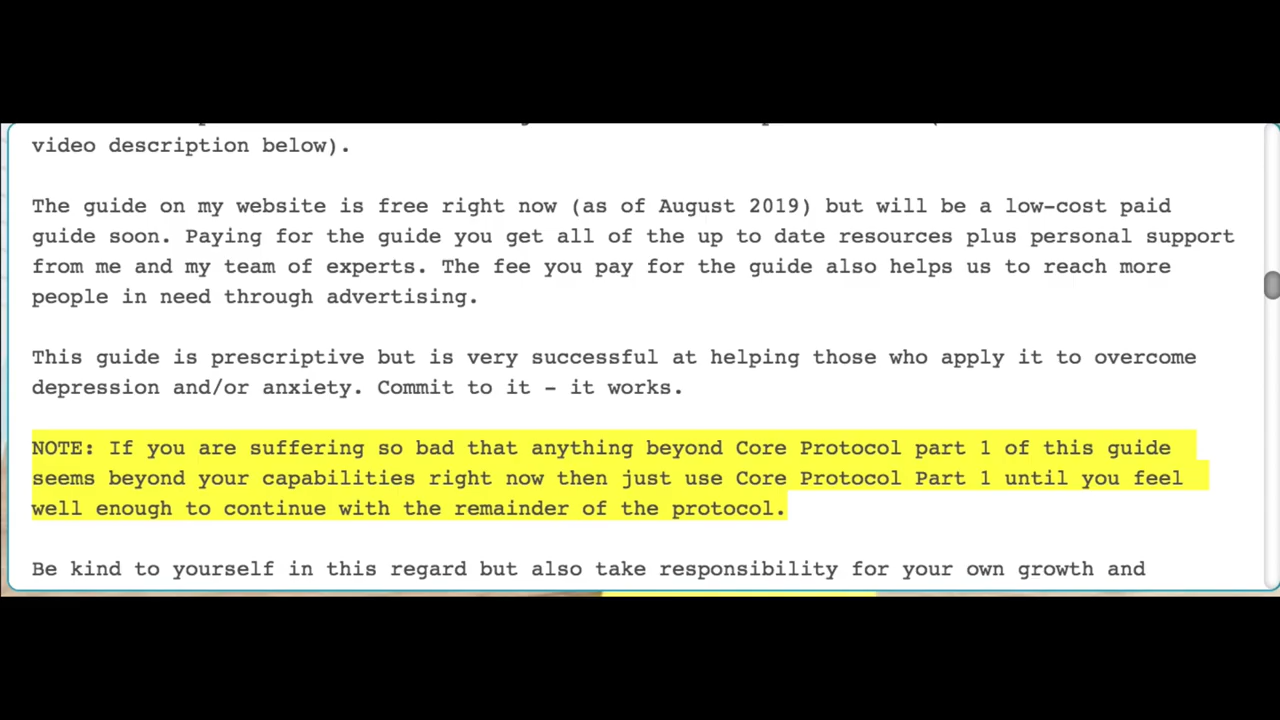 video description below).
The guide on my website is free right now (as of August 2019) but will be a low-cost paid
guide soon. Paying for the guide you get all of the up to date resources plus personal support
from me and my team of experts. The fee you pay for the guide also helps us to reach more
people in need through advertising.
This guide is prescriptive but is very successful at helping those who apply it to overcome
depression and/or anxiety. Commit to it - it works.
NOTE: If you are suffering so bad that anything beyond Core Protocol part 1 of this guide
seems beyond your capabilities right now then just use Core Protocol Part 1 until you feel
well enough to continue with the remainder of the protocol.
Be kind to yourself in this regard but also take responsibility for your own growth and